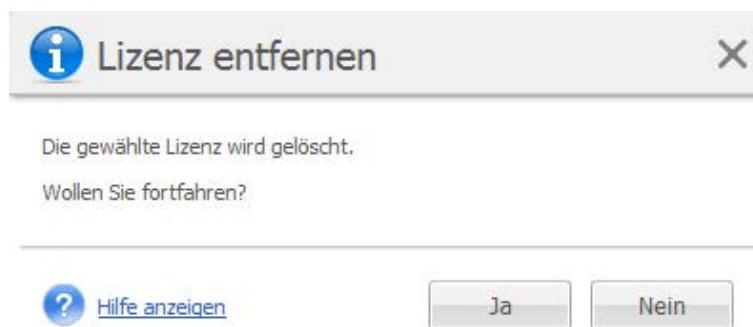 Lizenz entfernen
Die gewählte Lizenz wird gelöscht.
Wollen Sie fortfahren?
Hilfe anzeigen Ja Nein